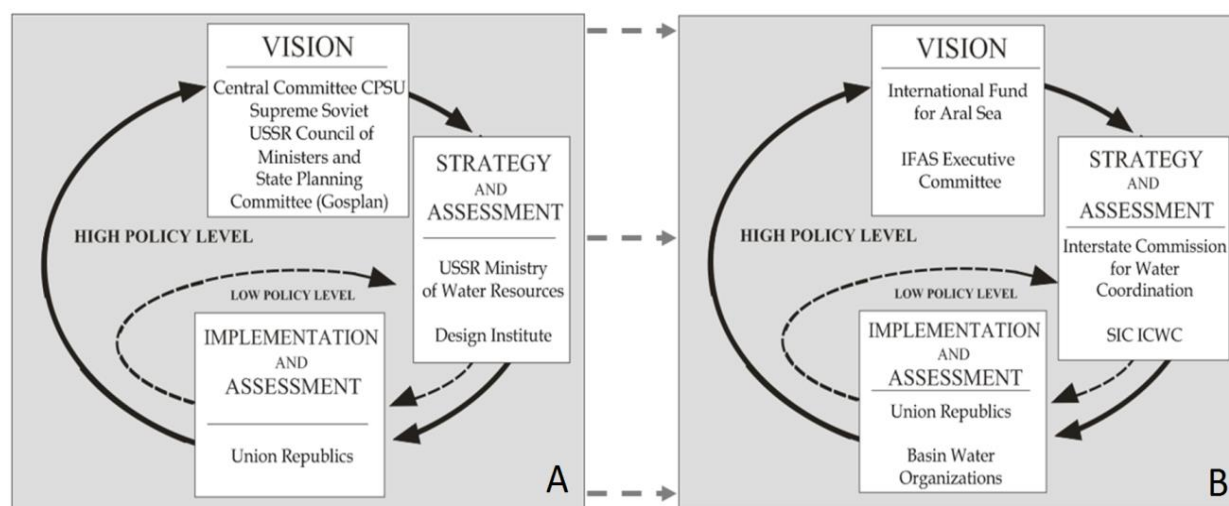 VISION
Central Committee CPSU
Supreme Soviet
USSR Council of
Ministers and
State Planning
Committee (Gosplan)
STRATEGY
AND
ASSESSMENT
USSR Ministry
of Water Resources
Design Institute
HIGH POLICY LEVEL
LOW POLICY LEVEL
IMPLEMENTATION
AND
ASSESSMENT
Union Republics
A
VISION
International Fund
for Aral Sea
IFAS Executive
Committee
STRATEGY
AND
ASSESSMENT
Interstate Commission
for Water
Coordination
SIC ICWC
HIGH POLICY LEVEL
LOW POLICY LEVEL
IMPLEMENTATION
AND
ASSESSMENT
Union Republics
Basin Water
Organizations
B